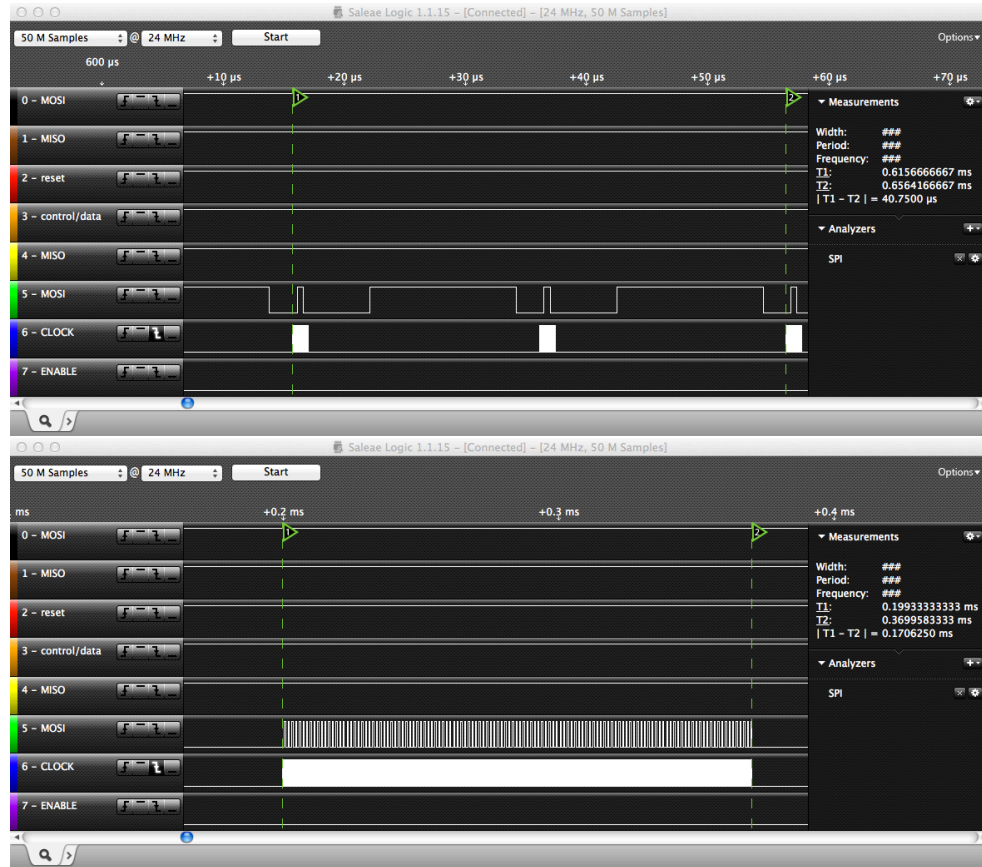 Saleae Logic 1.1.15 – [Connected] – [24 MHz, 50 M Samples]
50 M Samples @ 24 MHz Start Options
600 µs
+10 µs +20 µs +30 µs +40 µs +50 µs +60 µs +70 µs
0 – MOSI 1 2 Measurements
1 – MISO Width: ###
Period: ###
Frequency: ###
2 – reset T1: 0.6156666667 ms
T2: 0.6564166667 ms
| T1 – T2 | = 40.7500 µs
3 – control/data Analyzers
4 – MISO SPI
5 – MOSI
6 – CLOCK
7 – ENABLE
Saleae Logic 1.1.15 – [Connected] – [24 MHz, 50 M Samples]
50 M Samples @ 24 MHz Start Options
ms +0.2 ms +0.3 ms +0.4 ms
0 – MOSI 1 2 Measurements
1 – MISO Width: ###
Period: ###
Frequency: ###
2 – reset T1: 0.19933333333 ms
T2: 0.3699583333 ms
| T1 – T2 | = 0.1706250 ms
3 – control/data Analyzers
4 – MISO SPI
5 – MOSI
6 – CLOCK
7 – ENABLE